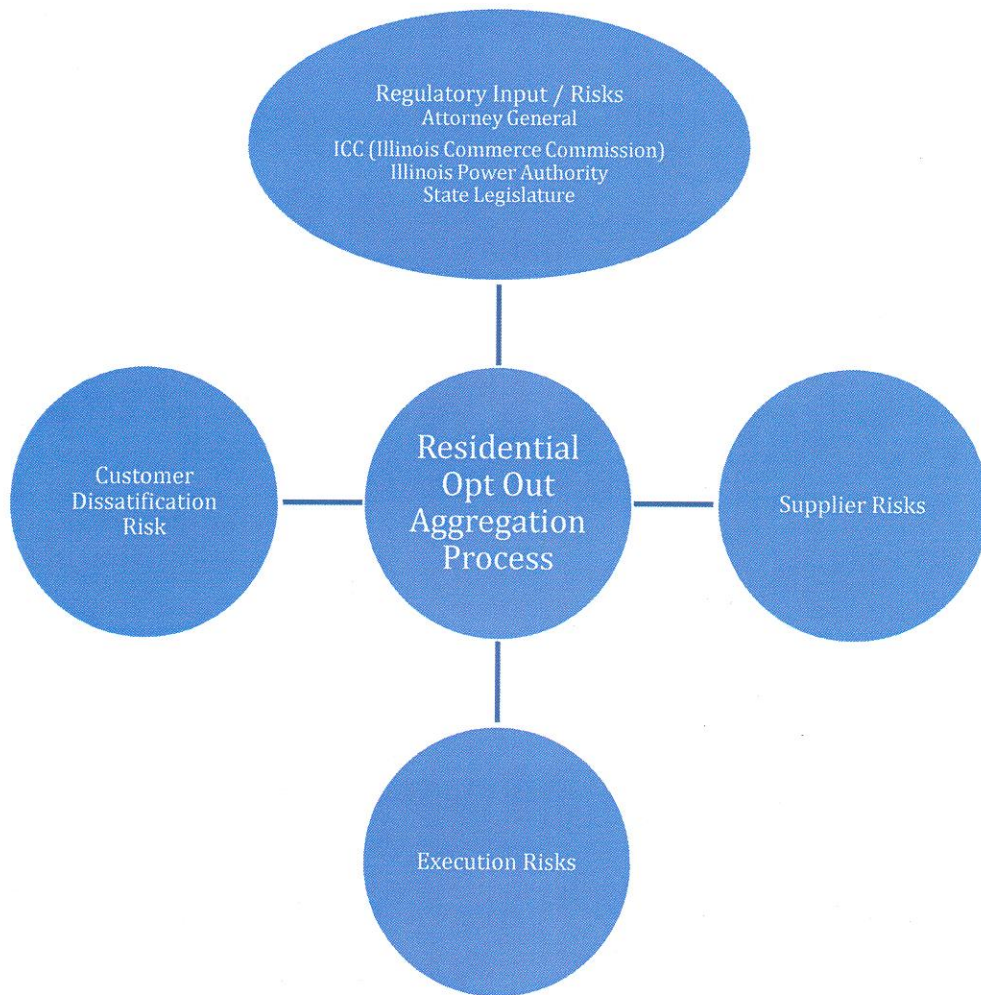 Regulatory Input / Risks
Attorney General
ICC (Illinois Commerce Commission)
Illinois Power Authority
State Legislature
Customer
Dissatification
Risk
Residential
Opt Out
Aggregation
Process
Supplier Risks
Execution Risks